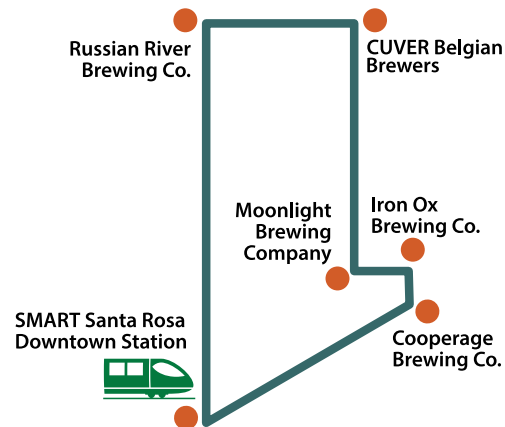 Russian River
Brewing Co.
CUVER Belgian
Brewers
Moonlight
Brewing
Company
Iron Ox
Brewing Co.
SMART Santa Rosa
Downtown Station
Cooperage
Brewing Co.